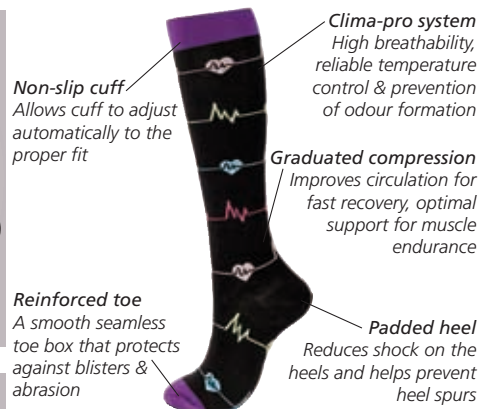 Non-slip cuff
Allows cuff to adjust
automatically to the
proper fit
Clima-pro system
High breathability,
reliable temperature
control & prevention
of odour formation
Graduated compression
Improves circulation for
fast recovery, optimal
support for muscle
endurance
Reinforced toe
A smooth seamless
toe box that protects
against blisters &
abrasion
Padded heel
Reduces shock on the
heels and helps prevent
heel spurs